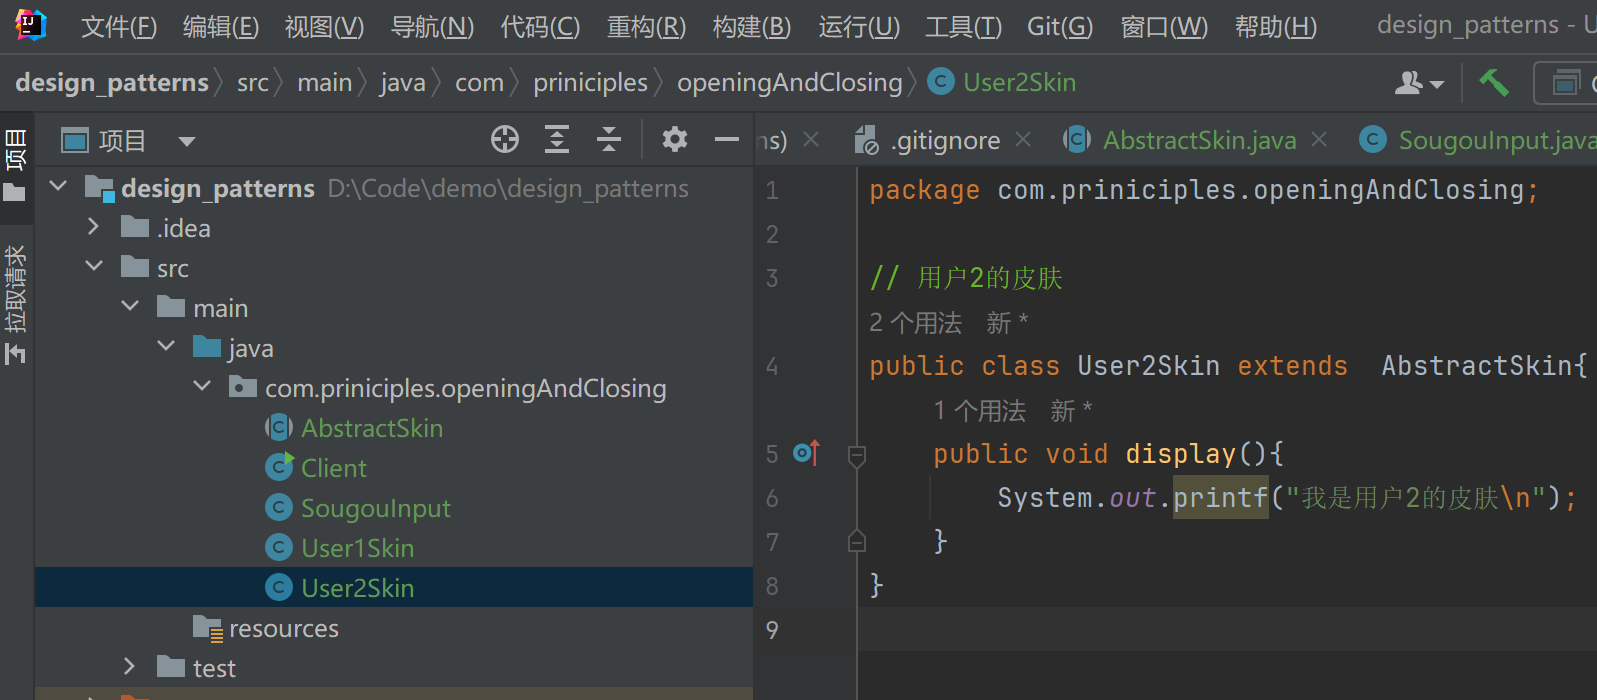 文件(F) 编辑(E) 视图(V) 导航(N) 代码(C) 重构(R) 构建(B) 运行(U) 工具(T) Git(G) 窗口(W) 帮助(H) design_patterns - U
design_patterns src main java com priniciples openingAndClosing User2Skin
项目
拉取请求
项目
ns) .gitignore AbstractSkin.java SougouInput.java
design_patterns D:\Code\demo\design_patterns
.idea
src
main
java
com.priniciples.openingAndClosing
AbstractSkin
Client
SougouInput
User1Skin
User2Skin
resources
test
1 package com.priniciples.openingAndClosing;
2
3 // 用户2的皮肤
2 个用法 新 *
4 public class User2Skin extends  AbstractSkin{
1 个用法 新 *
5 public void display(){
6 System.out.printf("我是用户2的皮肤\n");
7 }
8 }
9